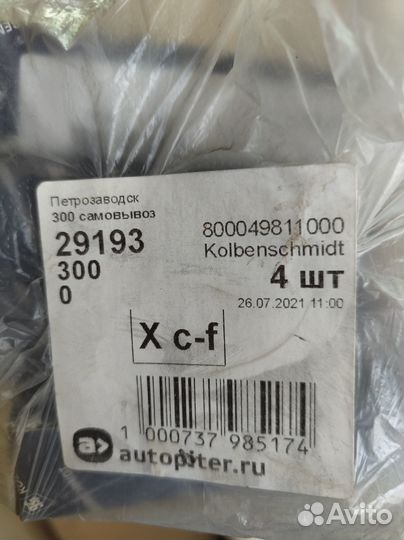 Петрозаводск
300 самовывоз
29193
800049811000
300
Kolbenschmidt
0
4 шт
26.07.2021 11:00
X c-f
1 000737 985174
autopiter.ru
Avito